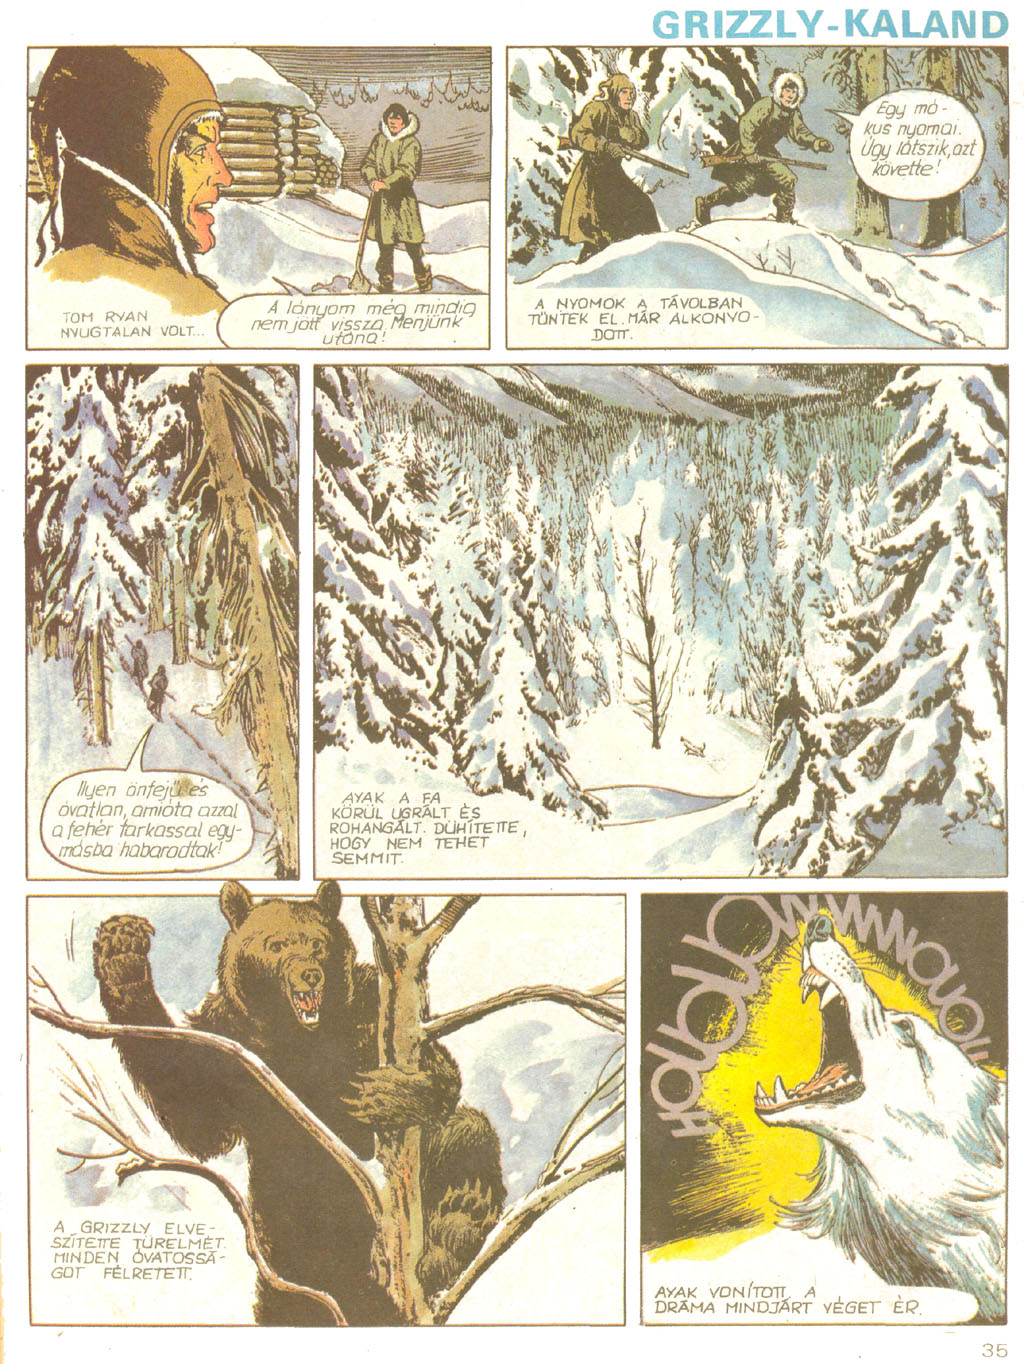 GRIZZLY-KALAND
TOM RYAN
NYUGTALAN VOLT...
A lányom még mindig
nem jött vissza. Menjünk
utána!
Egy mó-
kus nyomai.
Úgy látszik, azt
követte!
A NYOMOK A TÁVOLBAN
TŰNTEK EL. MÁR ALKONYO-
DOTT.
Ilyen önfejű és
óvatlan, amióta azzal
a fehér farkassal egy-
másba habarodtak!
AYAK A FA
KÖRÜL UGRÁLT ÉS
ROHANGÁLT. DÜHÍTETTE,
HOGY NEM TEHET
SEMMIT.
A GRIZZLY ELVE-
SZÍTETTE TÜRELMÉT.
MINDEN ÓVATOSSÁ-
GOT FÉLRETETT.
AYAK VONÍTOTT. A
DRÁMA MINDJÁRT VÉGET ÉR.
35